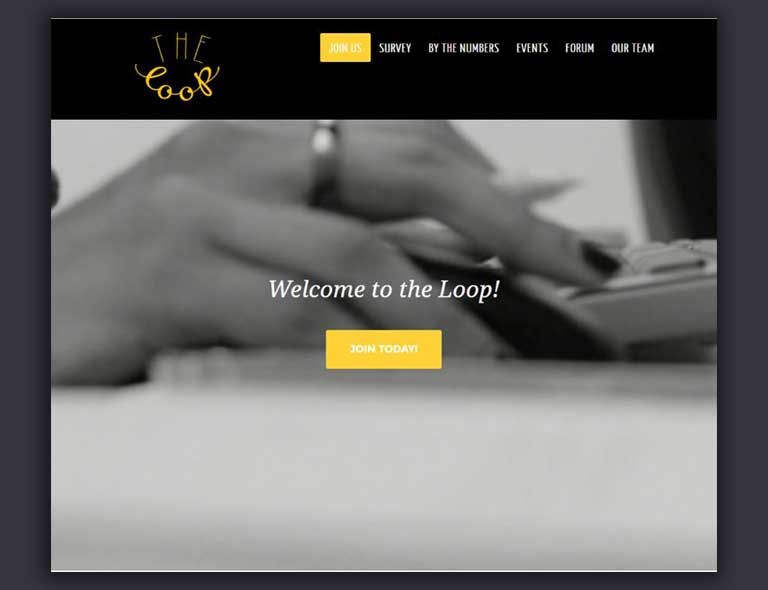 THE
Loop
JOIN US SURVEY BY THE NUMBERS EVENTS FORUM OUR TEAM
Welcome to the Loop!
JOIN TODAY!